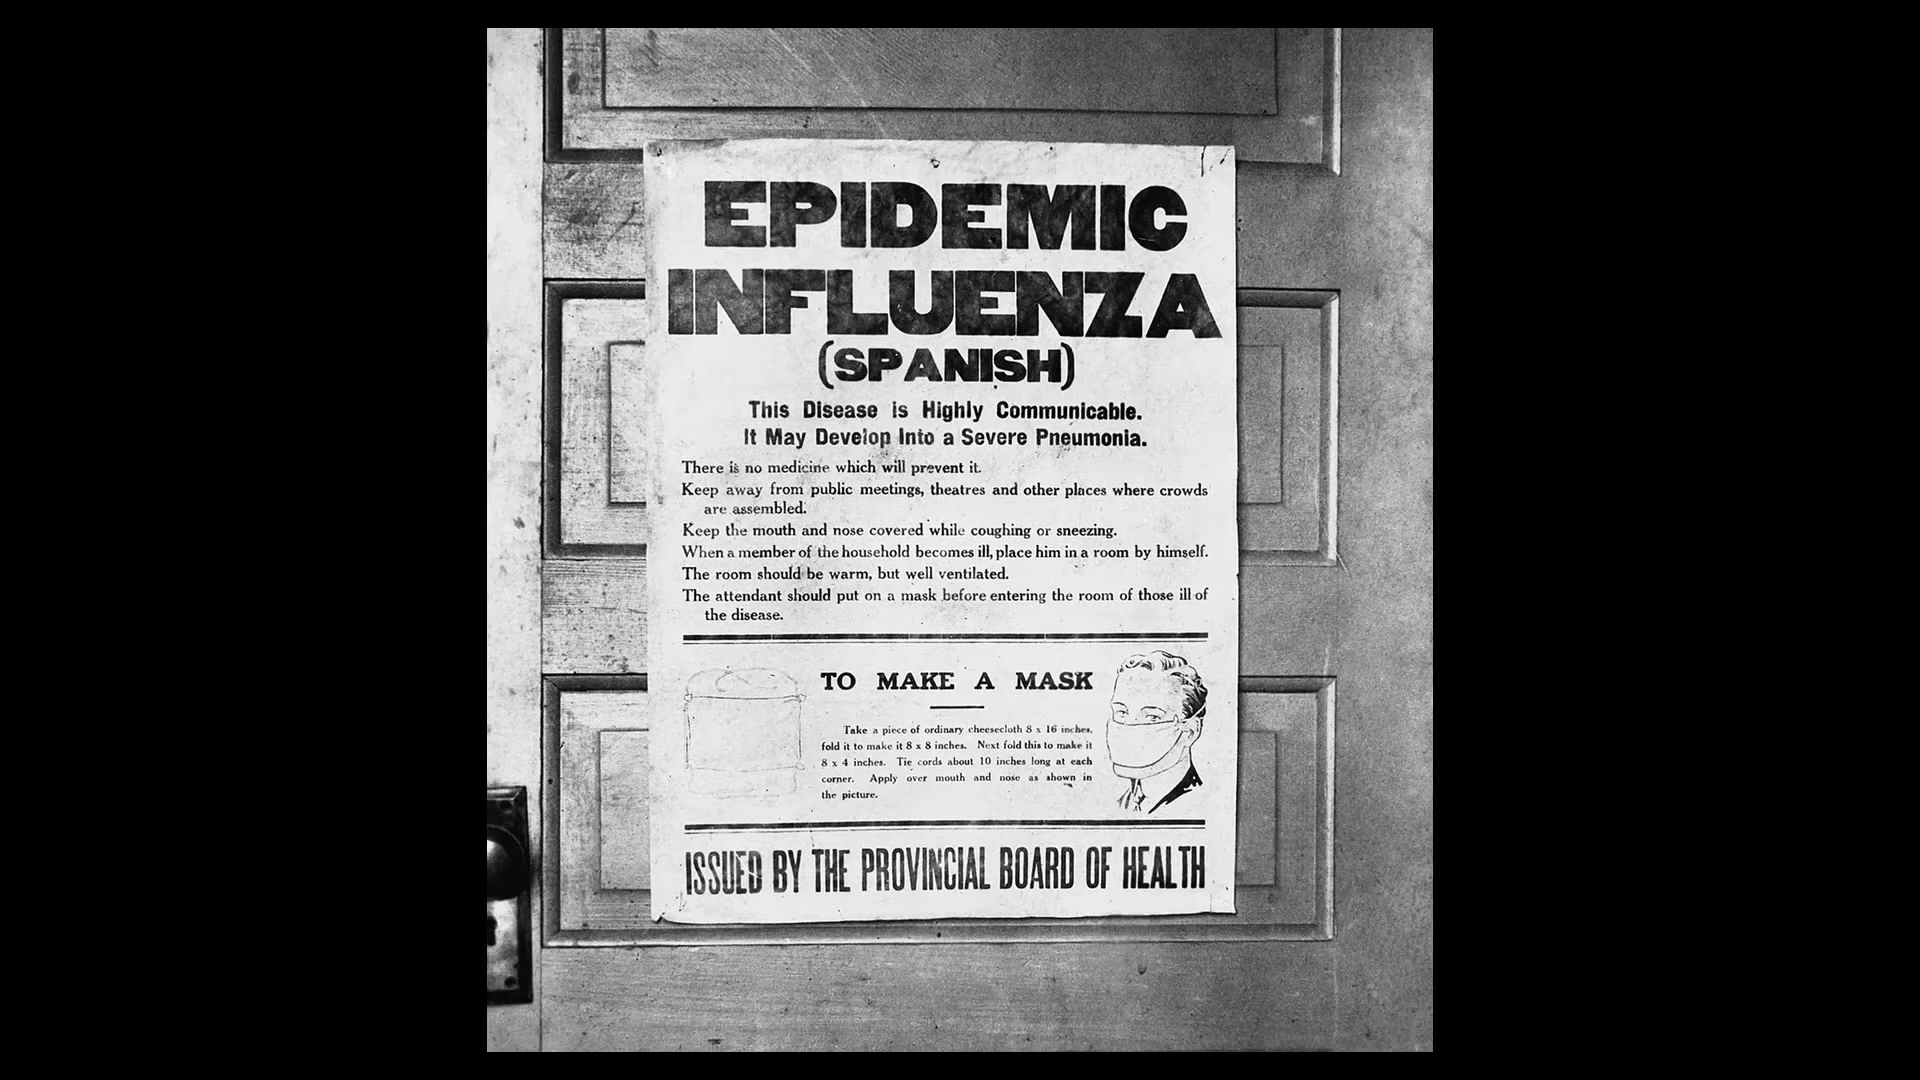 EPIDEMIC
INFLUENZA
(SPANISH)
This Disease is Highly Communicable.
It May Develop Into a Severe Pneumonia.
There is no medicine which will prevent it.
Keep away from public meetings, theatres and other places where crowds
are assembled.
Keep the mouth and nose covered while coughing or sneezing.
When a member of the household becomes ill, place him in a room by himself.
The room should be warm, but well ventilated.
The attendant should put on a mask before entering the room of those ill of
the disease.
TO MAKE A MASK
Take a piece of ordinary cheesecloth 8 x 16 inches,
fold it to make it 8 x 8 inches. Next fold this to make it
8 x 4 inches. Tie cords about 10 inches long at each
corner. Apply over mouth and nose as shown in
the picture.
ISSUED BY THE PROVINCIAL BOARD OF HEALTH